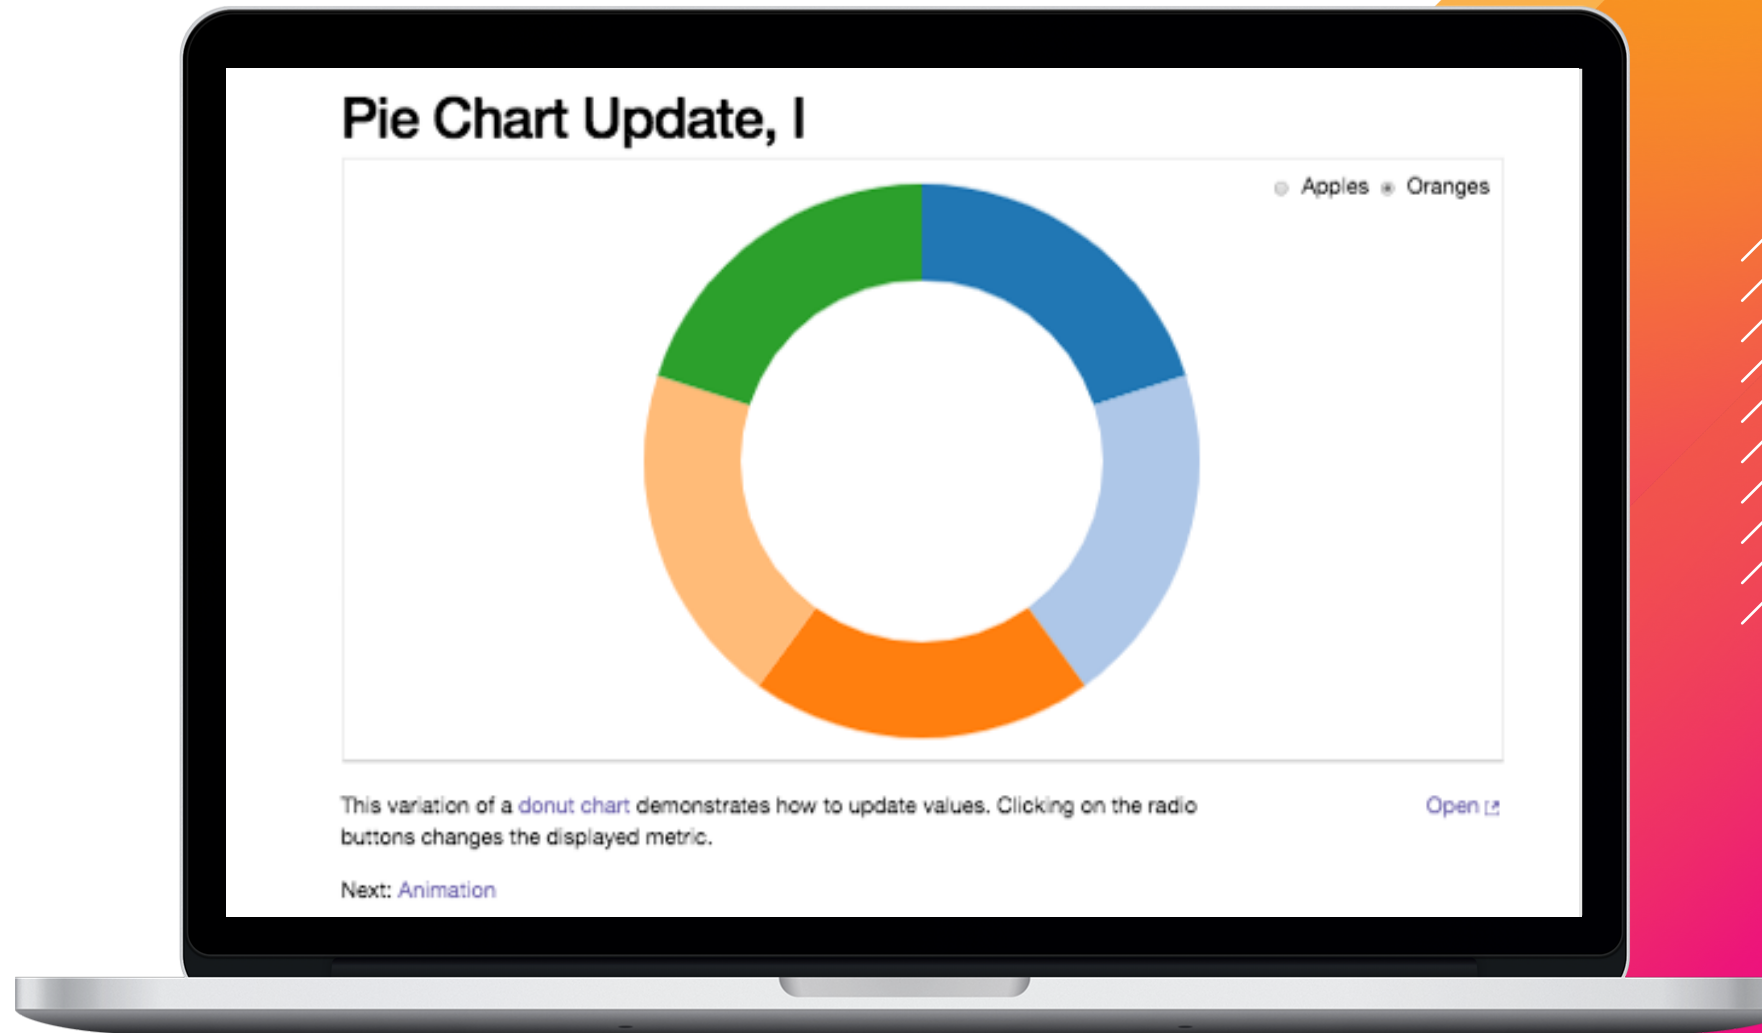 Pie Chart Update, I
Apples Oranges
This variation of a donut chart demonstrates how to update values. Clicking on the radio
buttons changes the displayed metric.
Open
Next: Animation